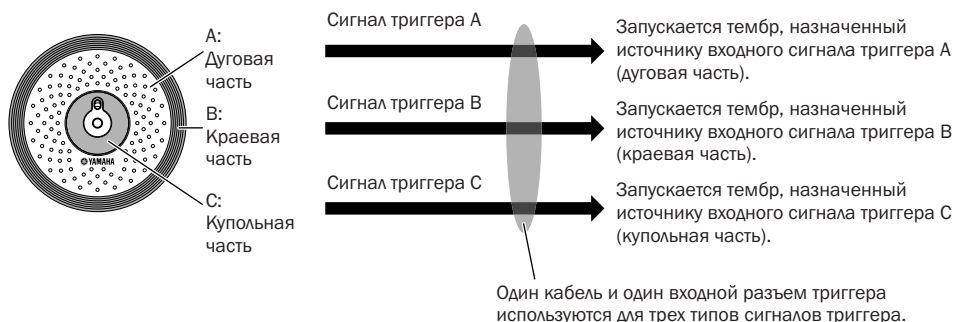 A:
Дуговая
часть
B:
Краевая
часть
C:
Купольная
часть
YAMAHA
Сигнал триггера A
Сигнал триггера B
Сигнал триггера C
Запускается тембр, назначенный
источнику входного сигнала триггера A
(дуговая часть).
Запускается тембр, назначенный
источнику входного сигнала триггера B
(краевая часть).
Запускается тембр, назначенный
источнику входного сигнала триггера C
(купольная часть).
Один кабель и один входной разъем триггера
используются для трех типов сигналов триггера.